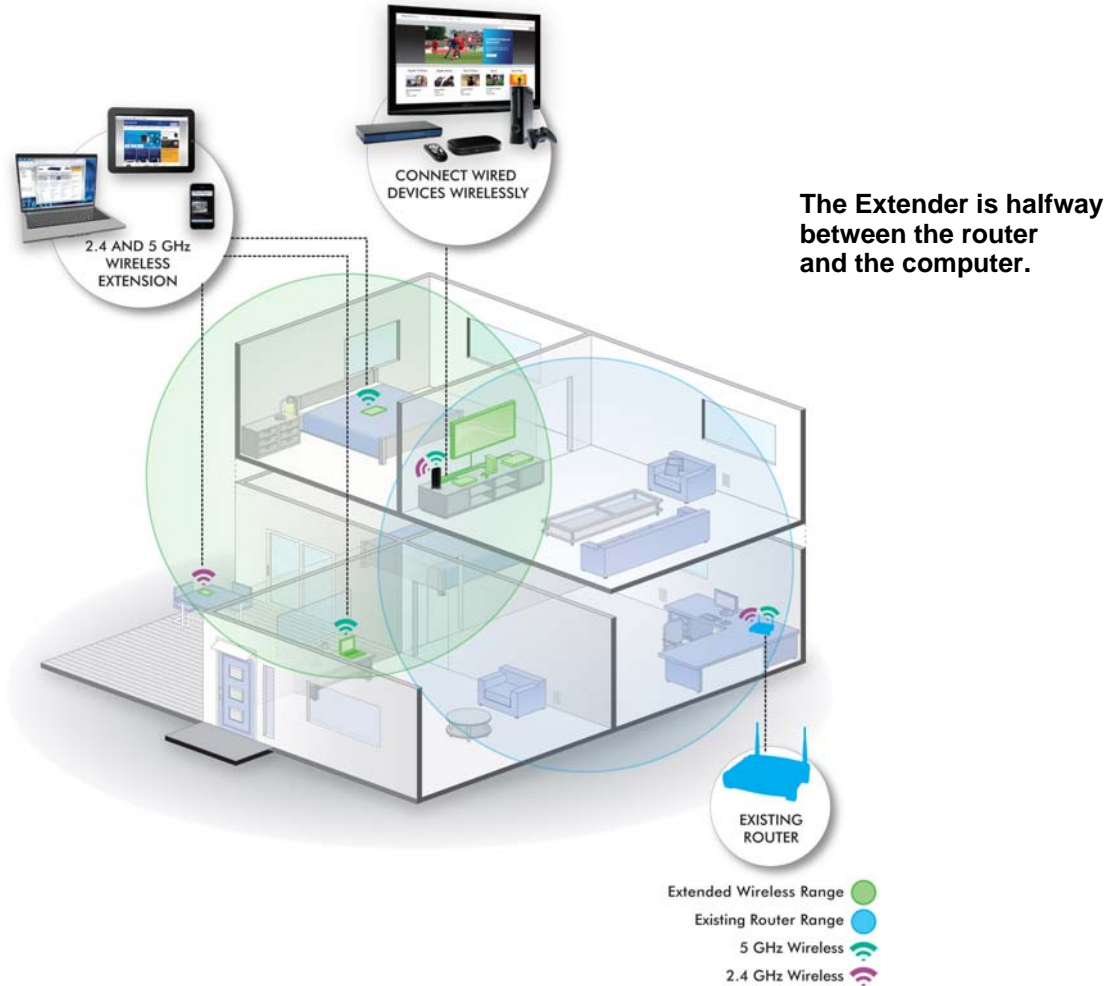 CONNECT WIRED
DEVICES WIRELESSLY
2.4 AND 5 GHz
WIRELESS
EXTENSION
The Extender is halfway
between the router
and the computer.
EXISTING
ROUTER
Extended Wireless Range
Existing Router Range
5 GHz Wireless
2.4 GHz Wireless